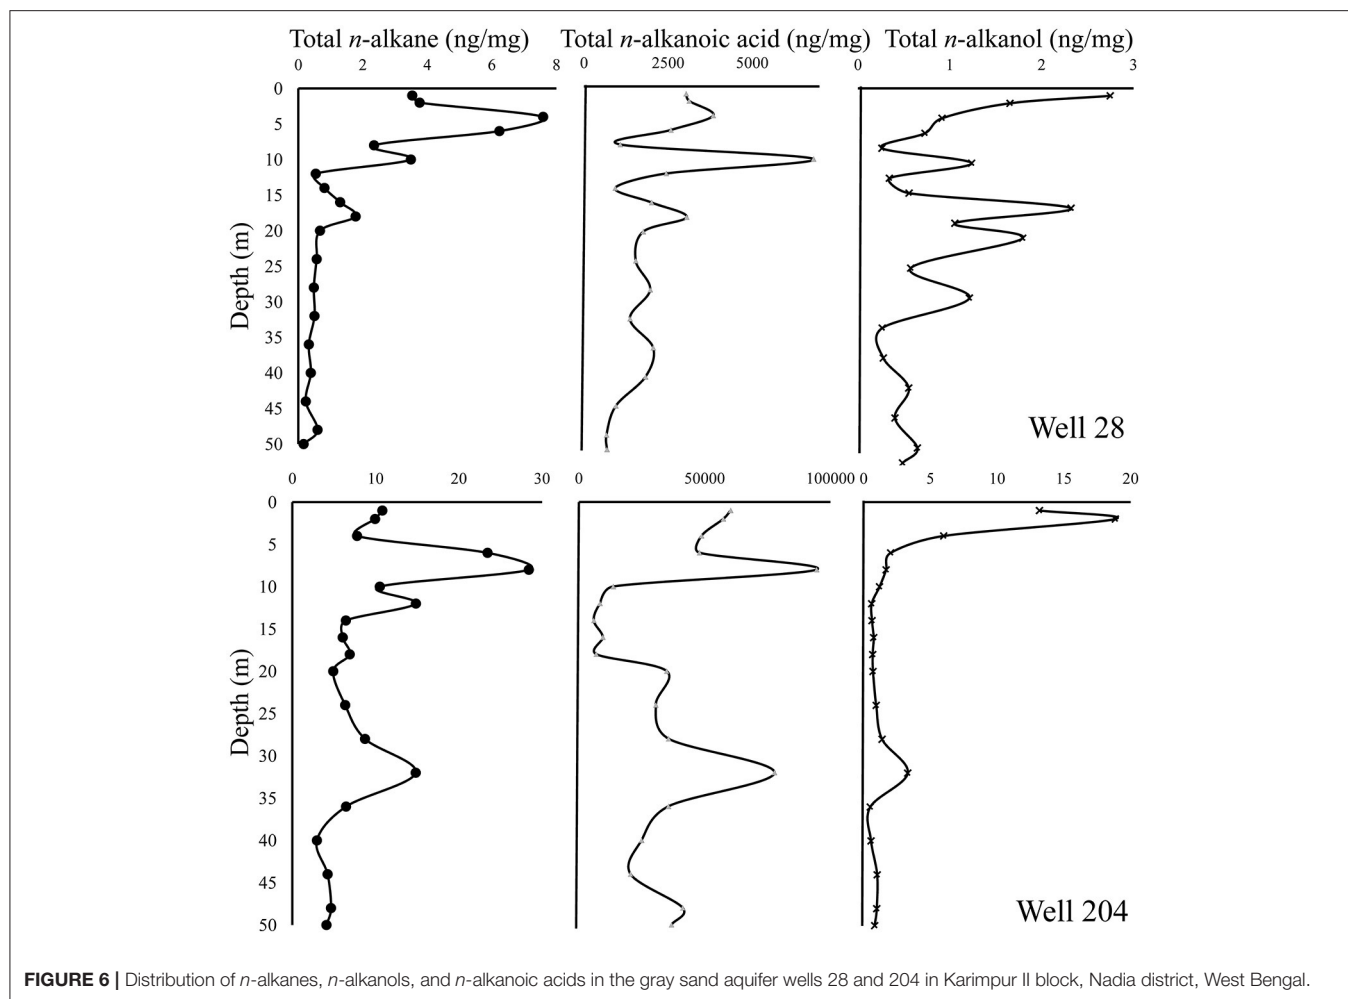 Total n-alkane (ng/mg) Total n-alkanoic acid (ng/mg) Total n-alkanol (ng/mg)
0 2 4 6 8 0 2500 5000 0 1 2 3
0
5
10
15
20
25
30
35
40
45
50
Depth (m)
Well 28
0 10 20 30 0 50000 100000 0 5 10 15 20
0
5
10
15
20
25
30
35
40
45
50
Depth (m)
Well 204
FIGURE 6 | Distribution of n-alkanes, n-alkanols, and n-alkanoic acids in the gray sand aquifer wells 28 and 204 in Karimpur II block, Nadia district, West Bengal.